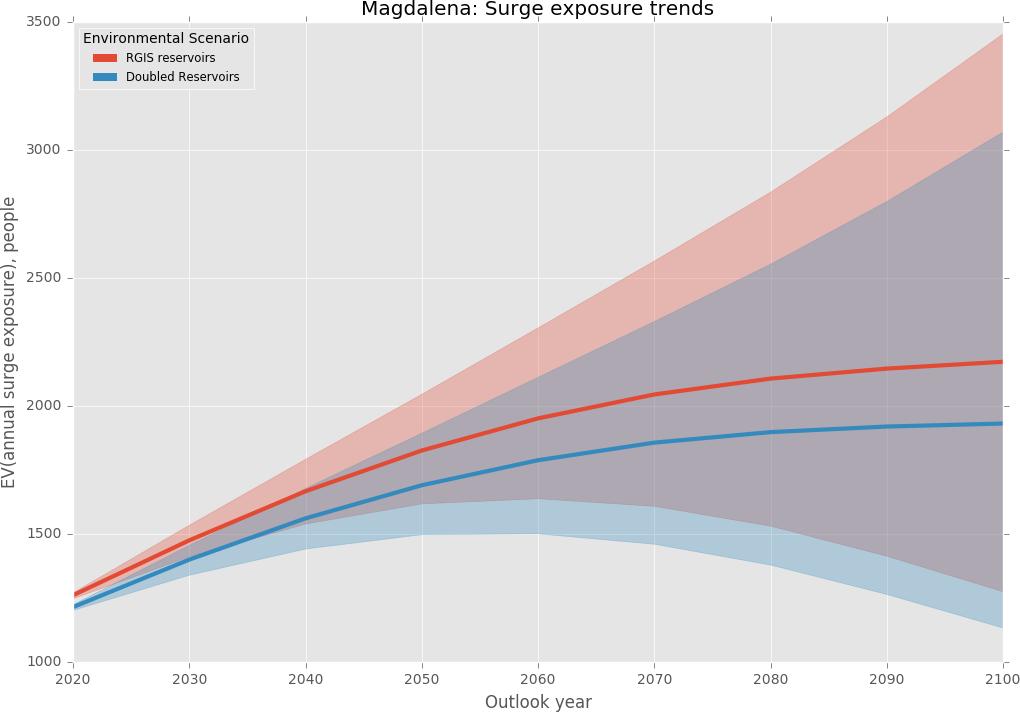 Magdalena: Surge exposure trends
Environmental Scenario
RGIS reservoirs
Doubled Reservoirs
EV(annual surge exposure), people
3500
3000
2500
2000
1500
1000
2020 2030 2040 2050 2060 2070 2080 2090 2100
Outlook year